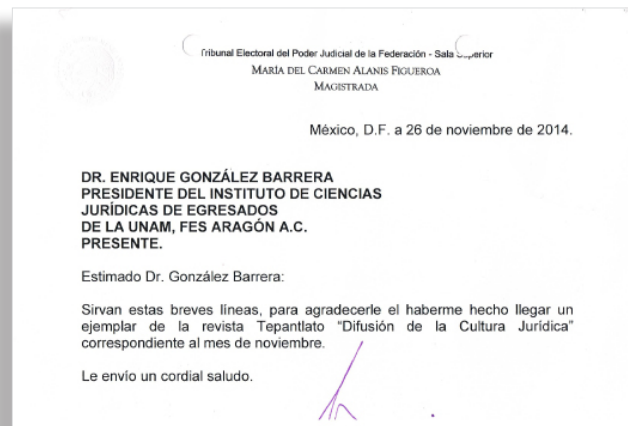 Tribunal Electoral del Poder Judicial de la Federación - Sala Superior
MARÍA DEL CARMEN ALANIS FIGUEROA
MAGISTRADA
México, D.F. a 26 de noviembre de 2014.
DR. ENRIQUE GONZÁLEZ BARRERA
PRESIDENTE DEL INSTITUTO DE CIENCIAS
JURÍDICAS DE EGRESADOS
DE LA UNAM, FES ARAGÓN A.C.
PRESENTE.
Estimado Dr. González Barrera:
Sirvan estas breves líneas, para agradecerle el haberme hecho llegar un
ejemplar de la revista Tepantlato “Difusión de la Cultura Jurídica”
correspondiente al mes de noviembre.
Le envío un cordial saludo.